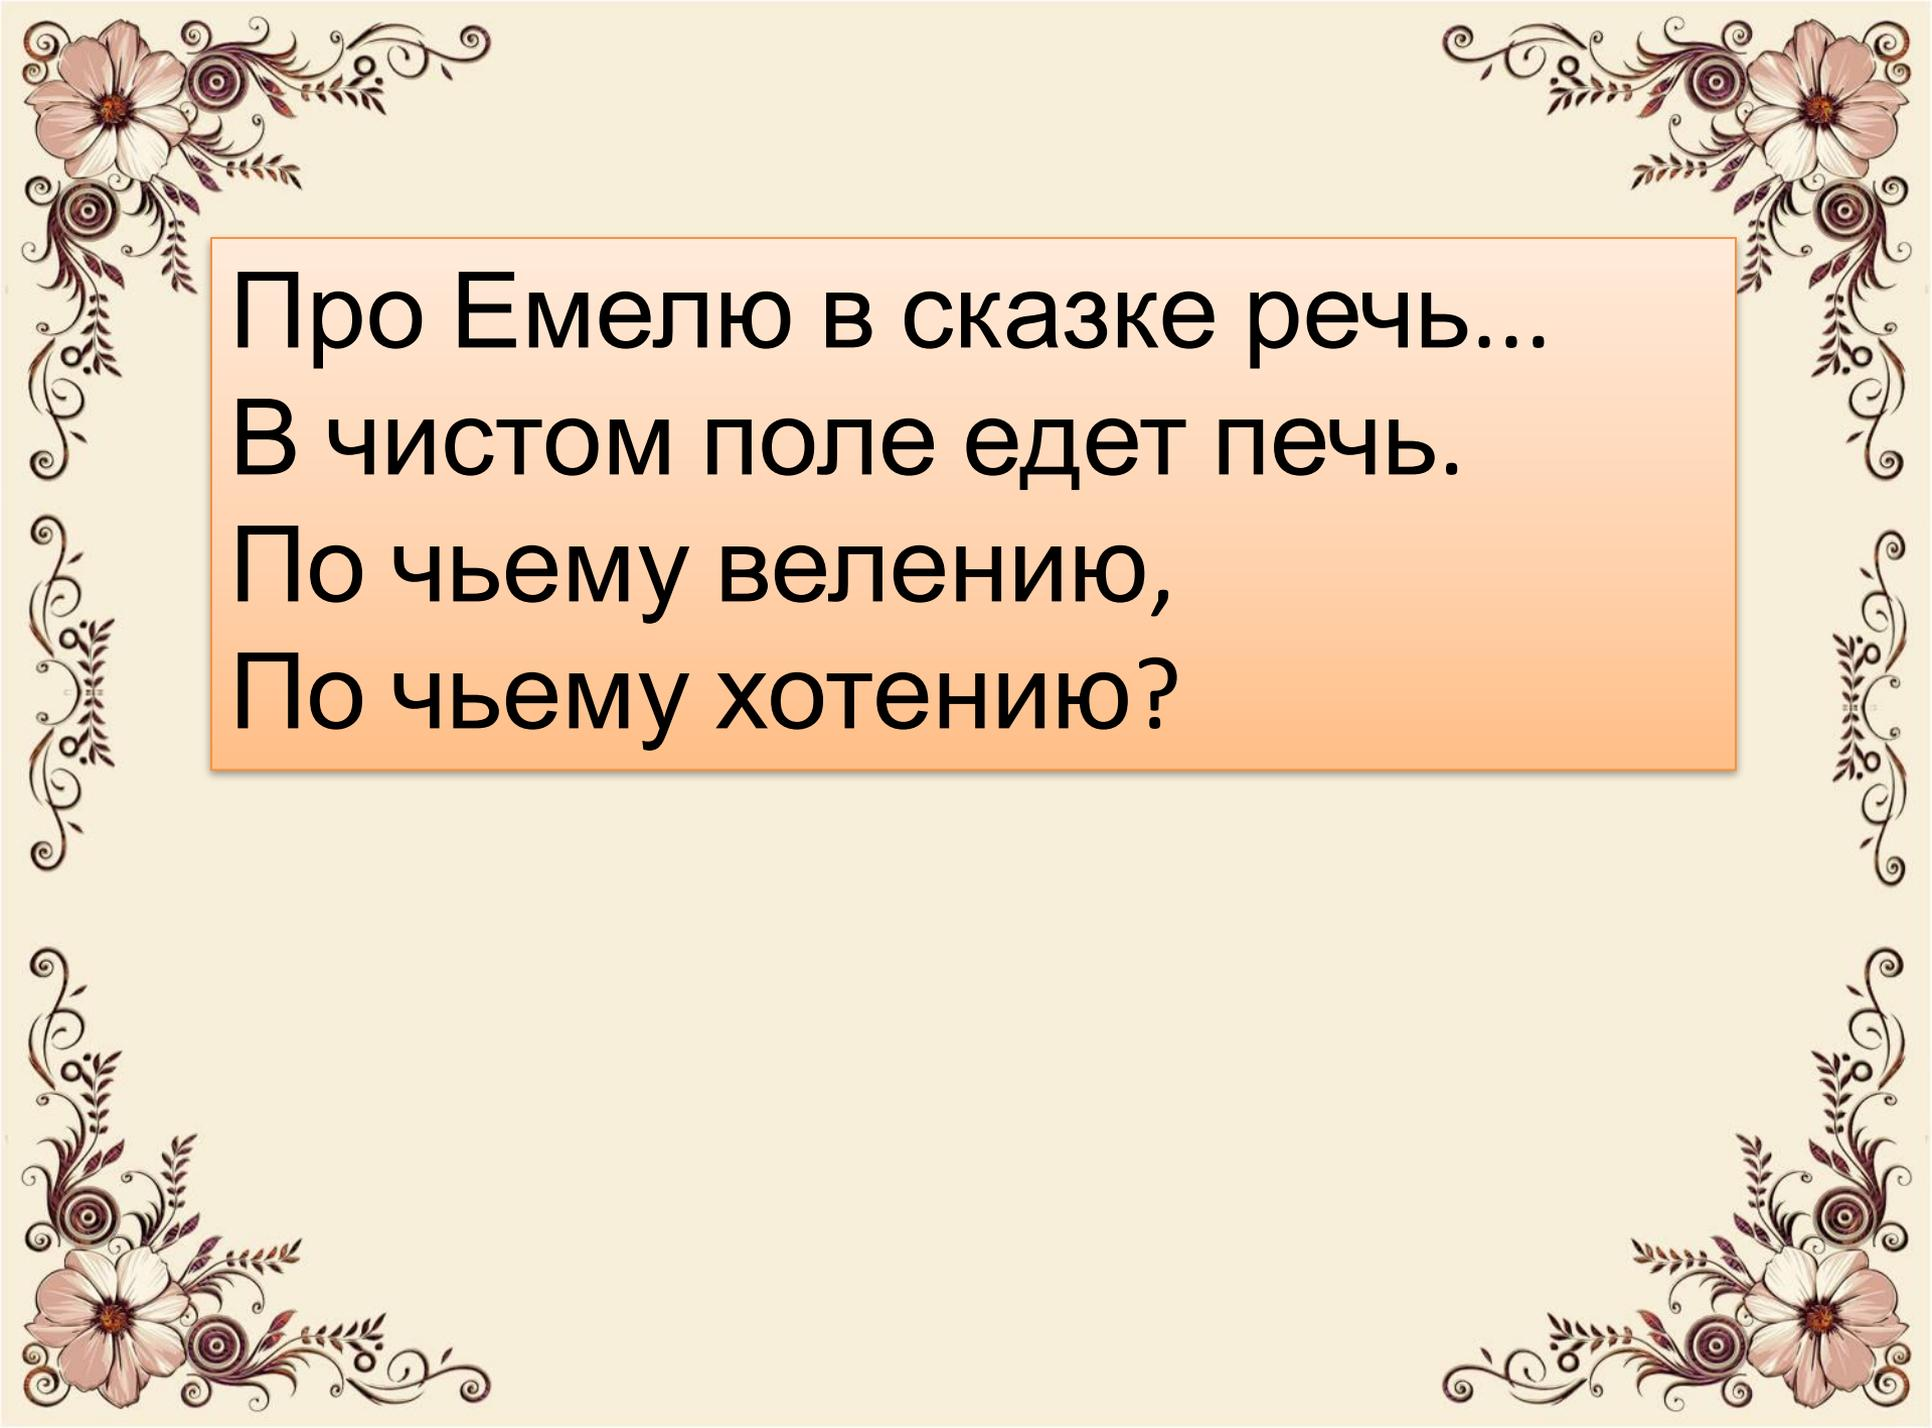 Про Емелю в сказке речь...
В чистом поле едет печь.
По чьему велению,
По чьему хотению?